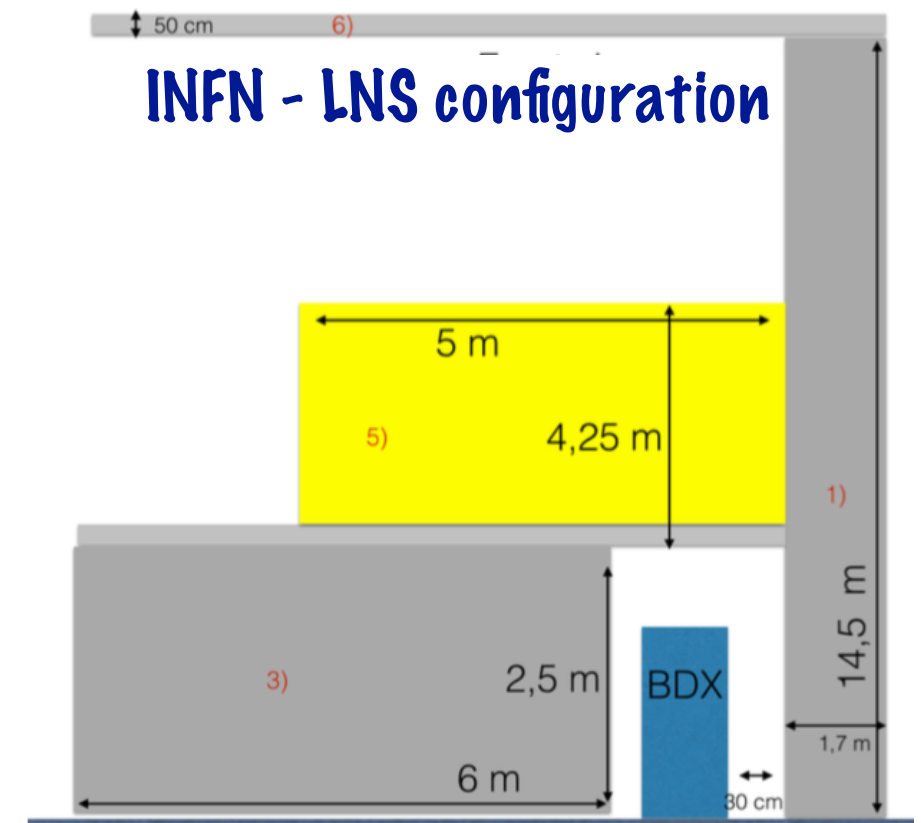 50 cm
6)
INFN - LNS configuration
5 m
5)
4,25 m
1)
14,5 m
3)
2,5 m
BDX
1,7 m
6 m
30 cm